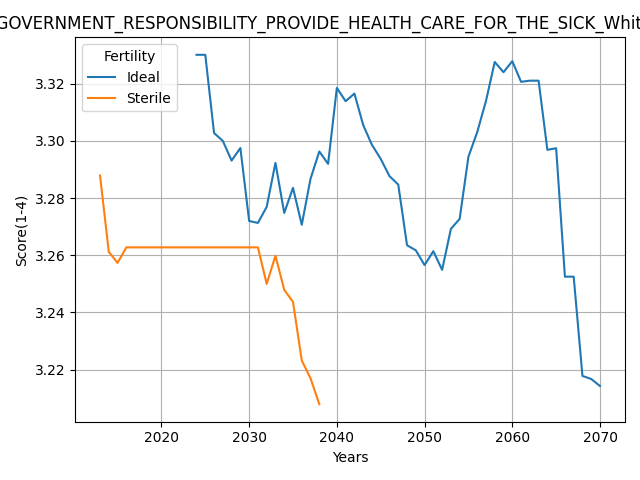 GOVERNMENT_RESPONSIBILITY_PROVIDE_HEALTH_CARE_FOR_THE_SICK_Whit
Fertility
Ideal
Sterile
3.32
3.30
3.28
3.26
3.24
3.22
Score(1-4)
2020 2030 2040 2050 2060 2070
Years